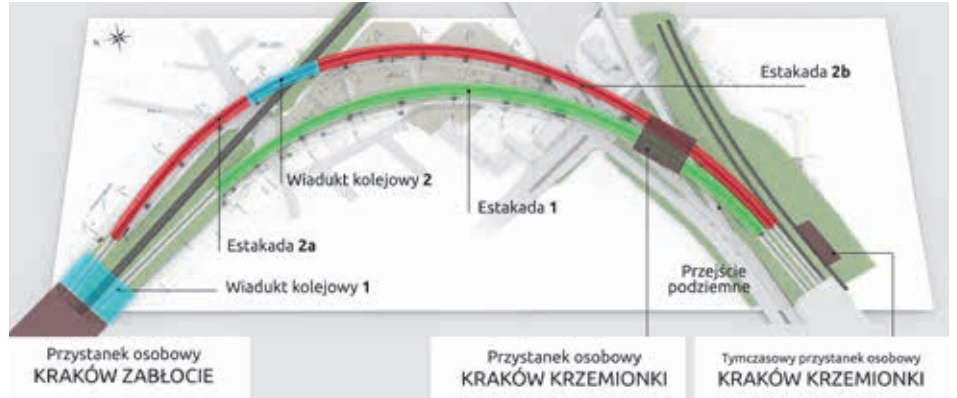 N
Estakada 2b
Wiadukt kolejowy 2
Estakada 1
Estakada 2a
Wiadukt kolejowy 1
Przejście
podziemne
Przystanek osobowy
KRAKÓW ZABŁOCIE
Przystanek osobowy
KRAKÓW KRZEMIONKI
Tymczasowy przystanek osobowy
KRAKÓW KRZEMIONKI